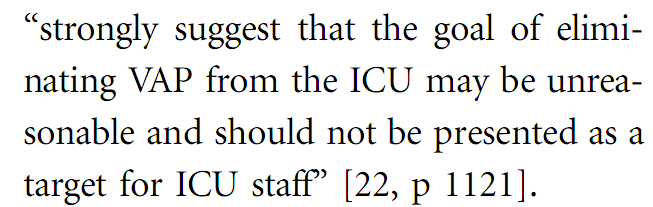 “strongly suggest that the goal of elimi-
nating VAP from the ICU may be unrea-
sonable and should not be presented as a
target for ICU staff” [22, p 1121].